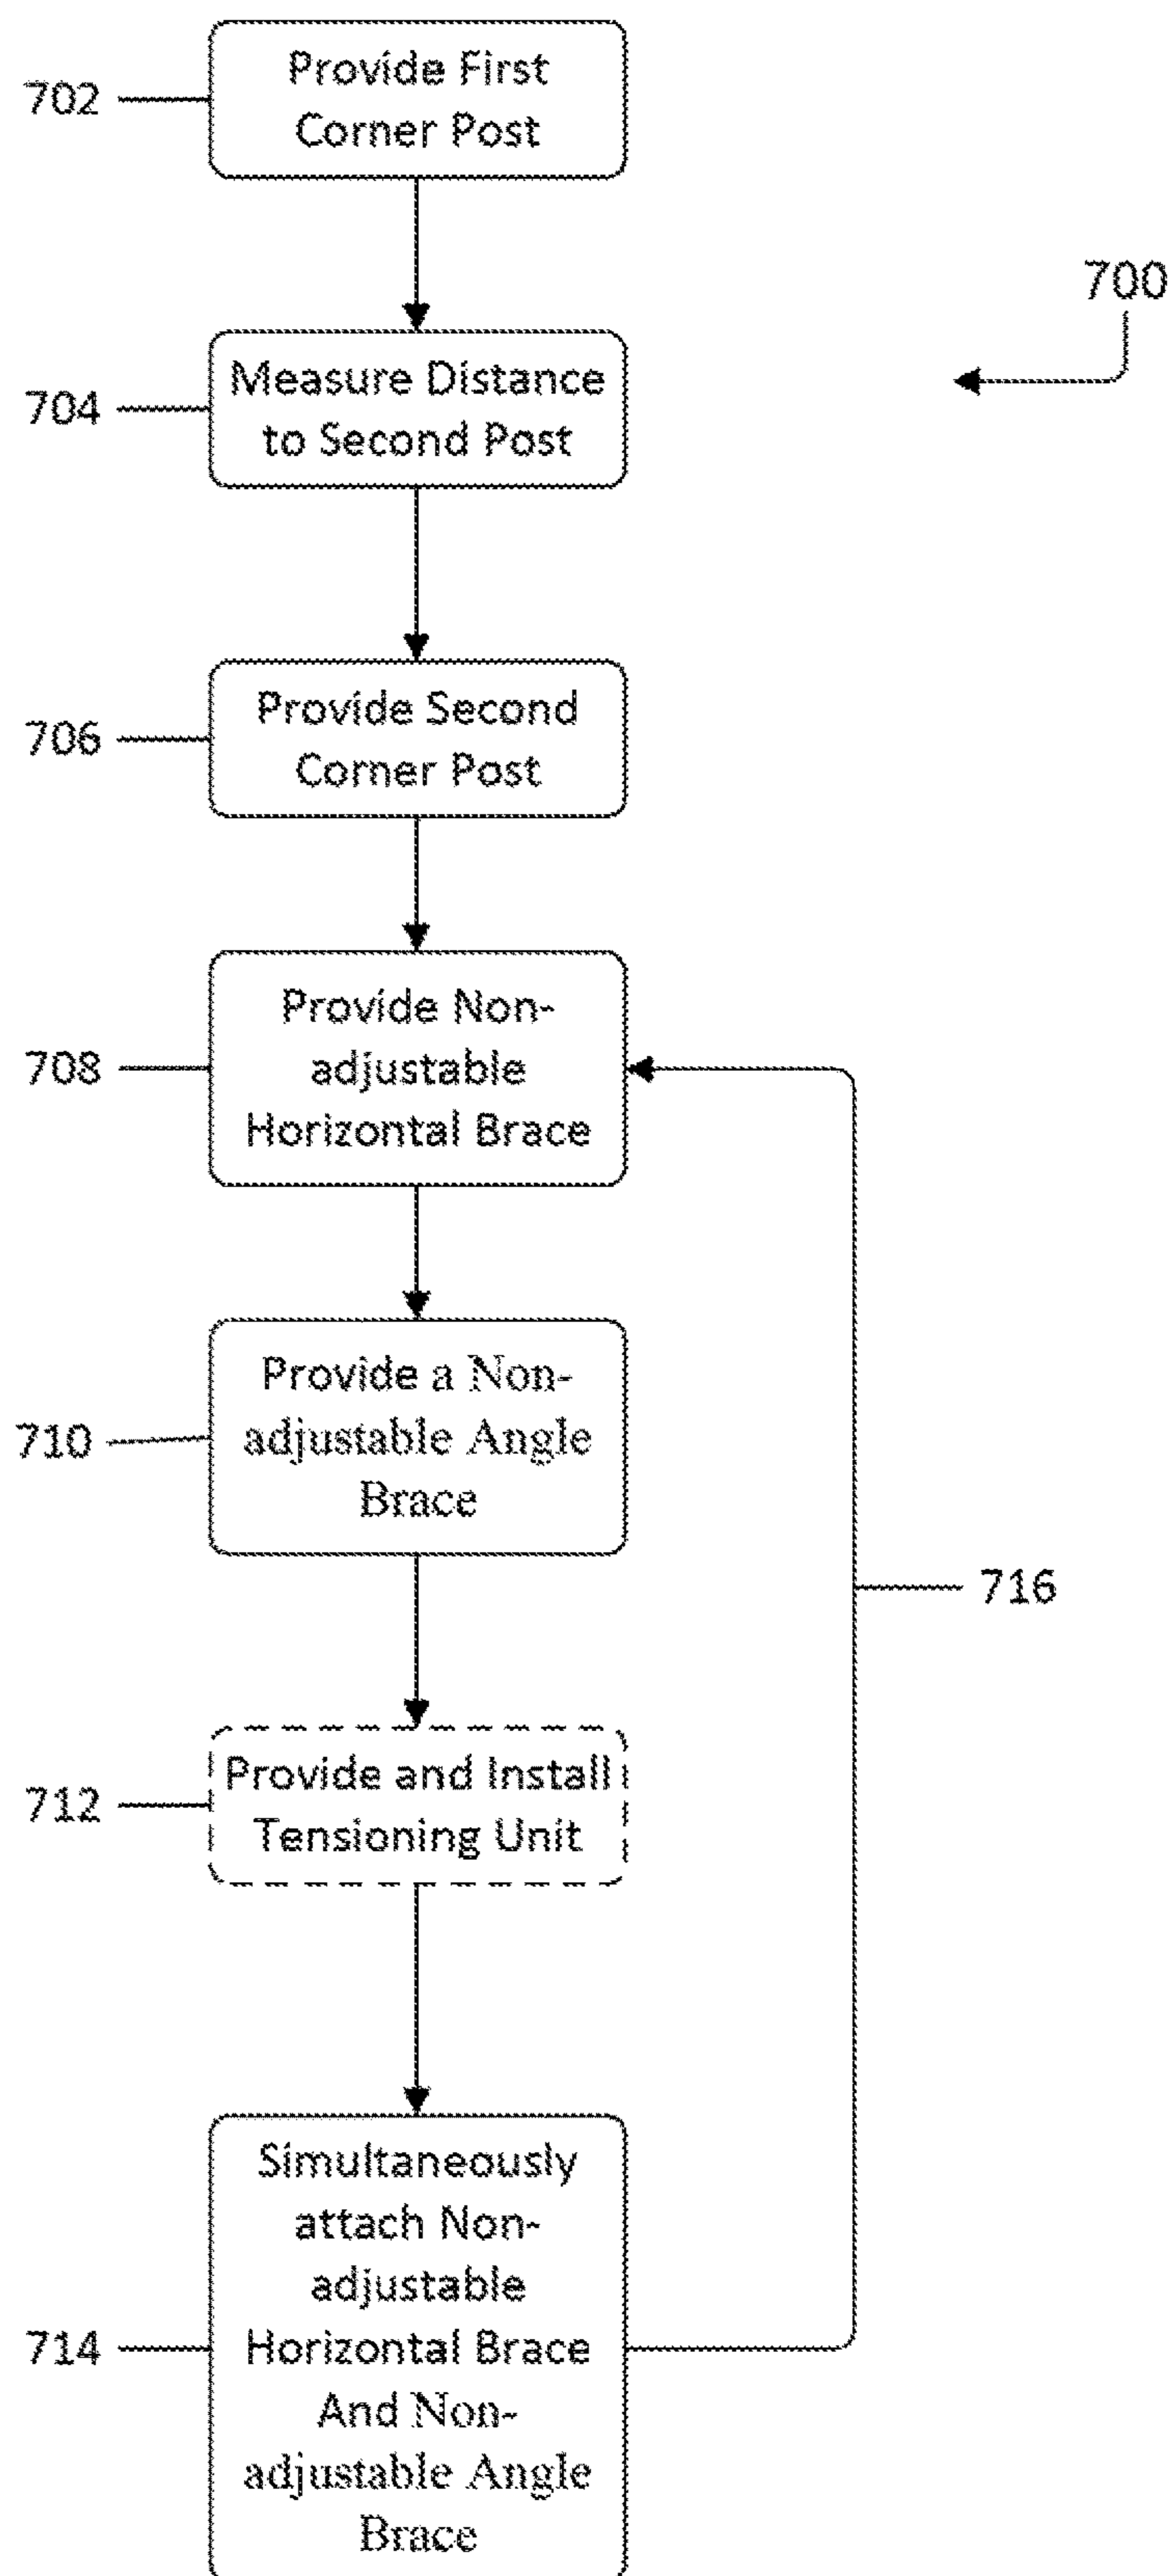 Provide First
Corner Post
702
700
Measure Distance
to Second Post
704
Provide Second
Corner Post
706
Provide Non-
adjustable
Horizontal Brace
708
Provide a Non-
adjustable Angle
Brace
710
716
Provide and Install
Tensioning Unit
712
Simultaneously
attach Non-
adjustable
Horizontal Brace
And Non-
adjustable Angle
Brace
714